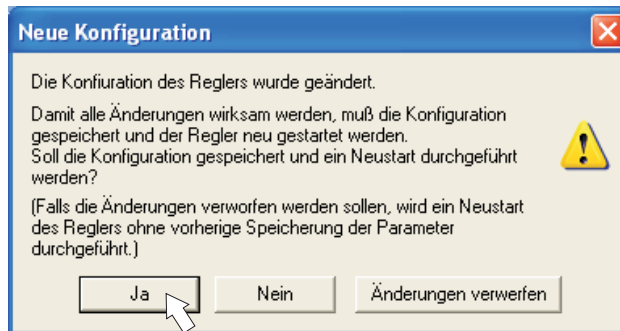 Neue Konfiguration
Die Konfiuration des Reglers wurde geändert.
Damit alle Änderungen wirksam werden, muß die Konfiguration
gespeichert und der Regler neu gestartet werden.
Soll die Konfiguration gespeichert und ein Neustart durchgeführt
werden?
(Falls die Änderungen verworfen werden sollen, wird ein Neustart
des Reglers ohne vorherige Speicherung der Parameter
durchgeführt.)
Ja Nein Änderungen verwerfen